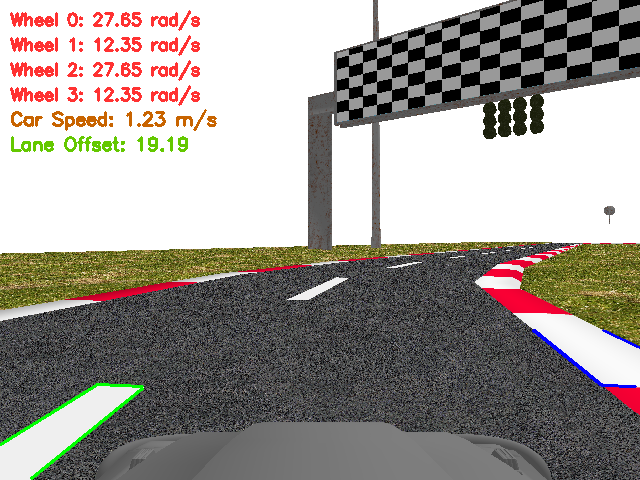 Wheel 0: 27.65 rad/s
Wheel 1: 12.35 rad/s
Wheel 2: 27.65 rad/s
Wheel 3: 12.35 rad/s
Car Speed: 1.23 m/s
Lane Offset: 19.19